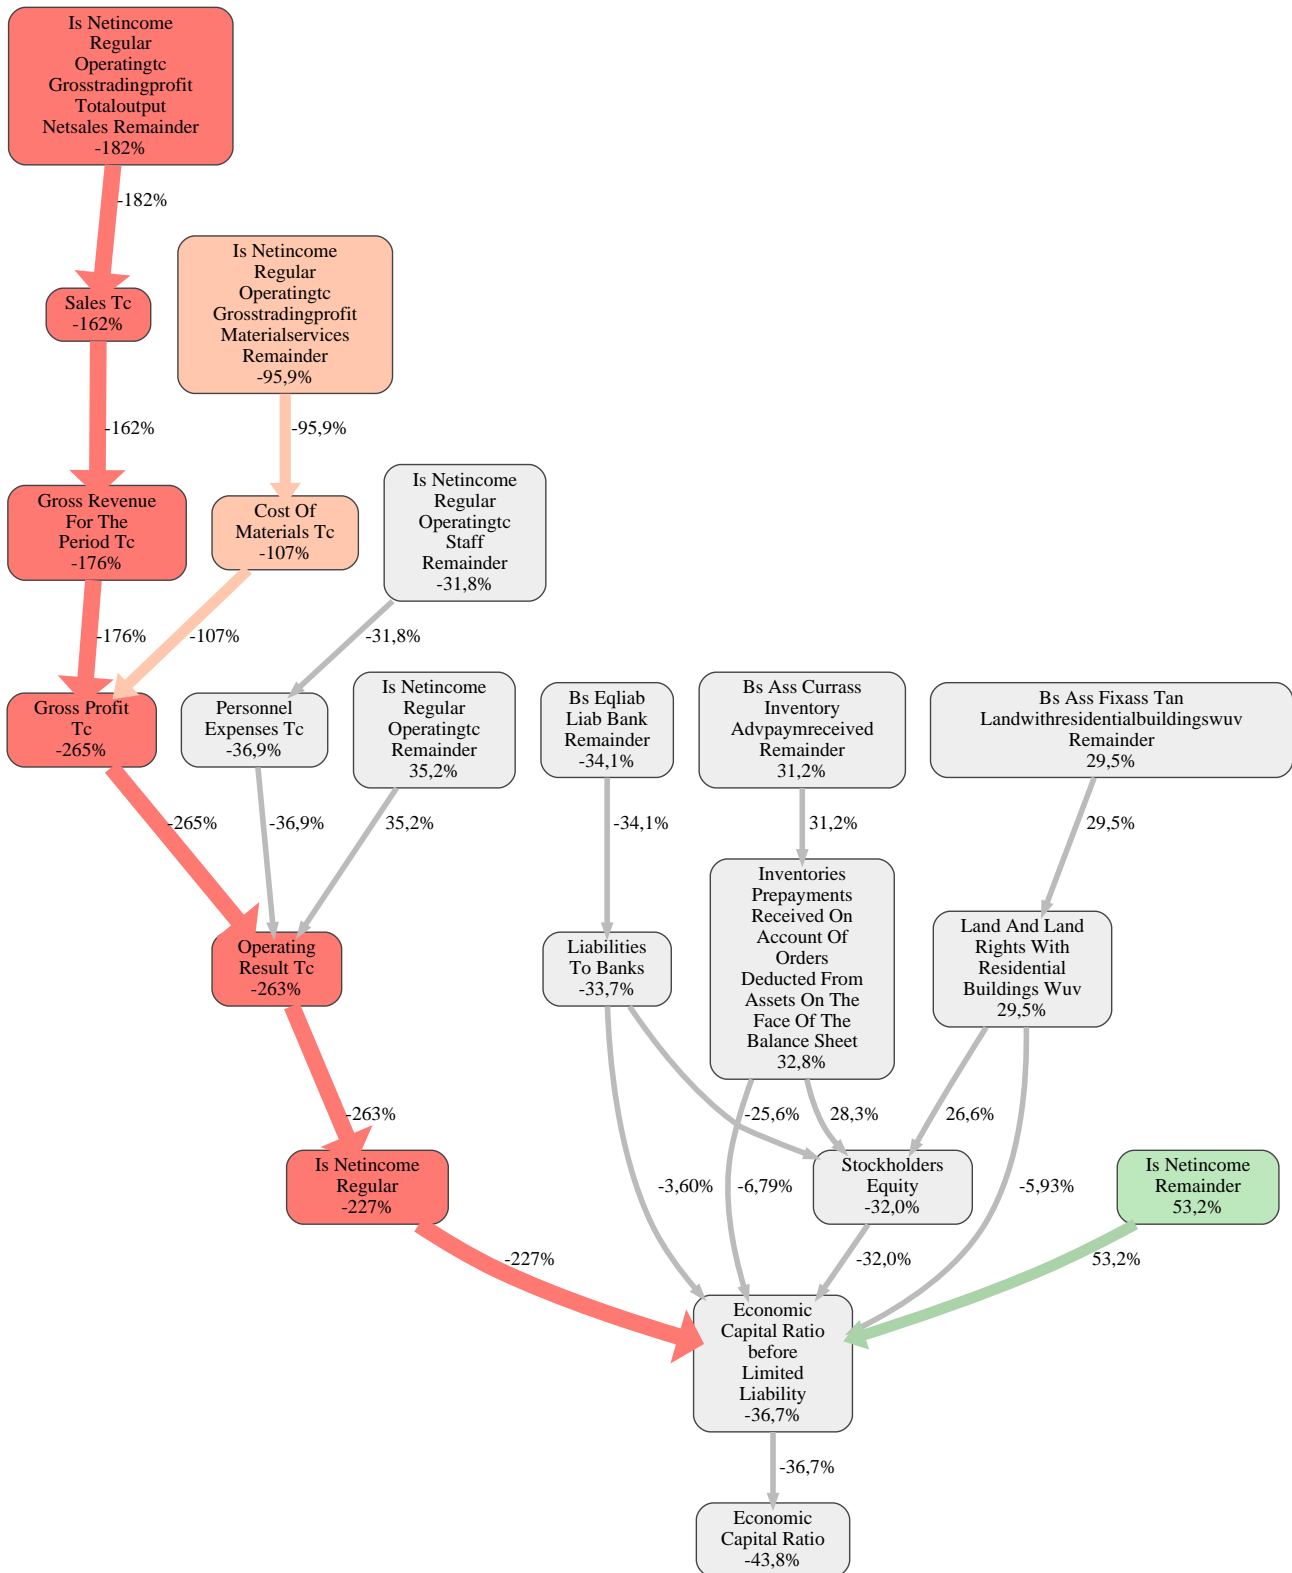 Is Netincome
Regular
Operatingtc
Grosstradingprofit
Totaloutput
Netsales Remainder
-182%
-182%
Sales Tc
-162%
Is Netincome
Regular
Operatingtc
Grosstradingprofit
Materialservices
Remainder
-95,9%
-162%
-95,9%
Gross Revenue
For The
Period Tc
-176%
Cost Of
Materials Tc
-107%
Is Netincome
Regular
Operatingtc
Staff
Remainder
-31,8%
-176%
-107%
-31,8%
Gross Profit
Tc
-265%
Personnel
Expenses Tc
-36,9%
Is Netincome
Regular
Operatingtc
Remainder
35,2%
Bs Eqliab
Liab Bank
Remainder
-34,1%
Bs Ass Currass
Inventory
Advpaymreceived
Remainder
31,2%
Bs Ass Fixass Tan
Landwithresidentialbuildingswuv
Remainder
29,5%
-265%
-36,9%
35,2%
-34,1%
31,2%
29,5%
Operating
Result Tc
-263%
Liabilities
To Banks
-33,7%
Inventories
Prepayments
Received On
Account Of
Orders
Deducted From
Assets On The
Face Of The
Balance Sheet
32,8%
Land And Land
Rights With
Residential
Buildings Wuv
29,5%
-263%
-25,6%
28,3%
26,6%
Is Netincome
Regular
-227%
-3,60%
-6,79%
Stockholders
Equity
-32,0%
-5,93%
Is Netincome
Remainder
53,2%
-227%
-32,0%
53,2%
Economic
Capital Ratio
before
Limited
Liability
-36,7%
-36,7%
Economic
Capital Ratio
-43,8%